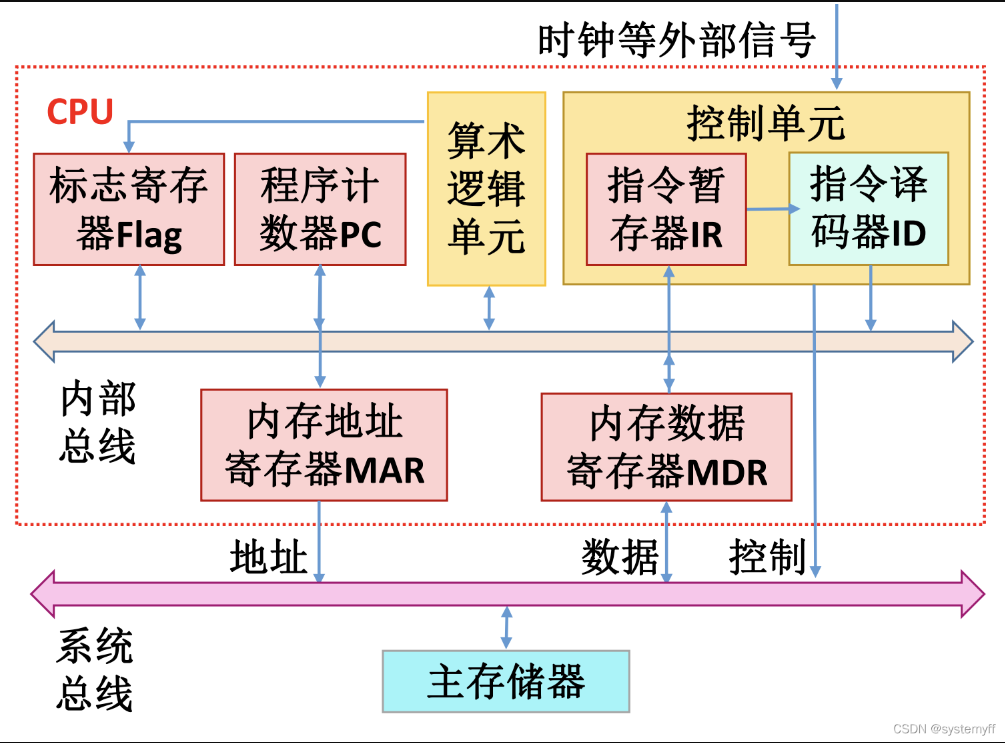 时钟等外部信号
CPU
标志寄存
器Flag
程序计
数器PC
算术
逻辑
单元
控制单元
指令暂
存器IR
指令译
码器ID
内部
总线
内存地址
寄存器MAR
内存数据
寄存器MDR
地址
数据
控制
系统
总线
主存储器
CSDN @systemyff